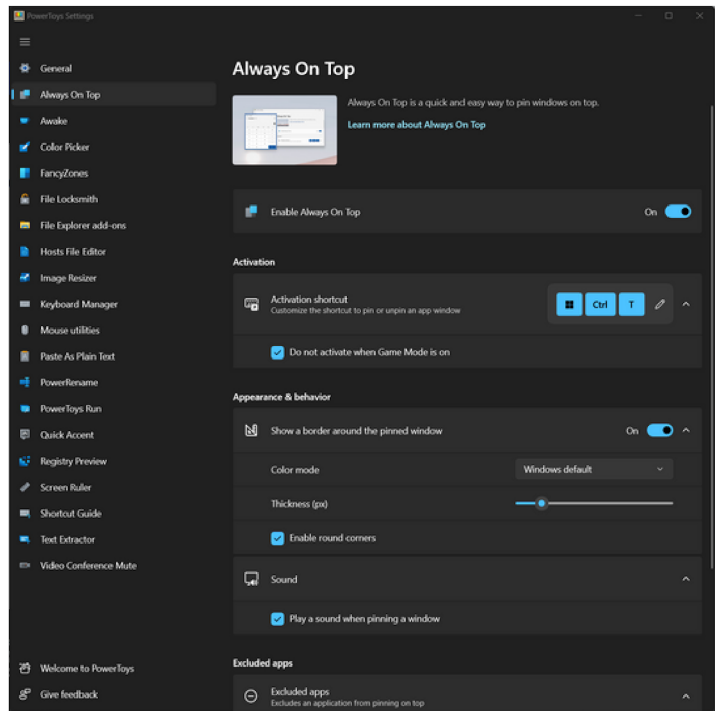 PowerToys Settings
General
Always On Top
Awake
Color Picker
FancyZones
File Locksmith
File Explorer add-ons
Hosts File Editor
Image Resizer
Keyboard Manager
Mouse utilities
Paste As Plain Text
PowerRename
PowerToys Run
Quick Accent
Registry Preview
Screen Ruler
Shortcut Guide
Text Extractor
Video Conference Mute
Welcome to PowerToys
Give feedback
Always On Top
Always On Top is a quick and easy way to pin windows on top.
Learn more about Always On Top
Enable Always On Top
On
Activation
Activation shortcut
Customize the shortcut to pin or unpin an app window
Ctrl T
Do not activate when Game Mode is on
Appearance & behavior
Show a border around the pinned window
On
Color mode
Windows default
Thickness (px)
Enable round corners
Sound
Play a sound when pinning a window
Excluded apps
Excluded apps
Excludes an application from pinning on top